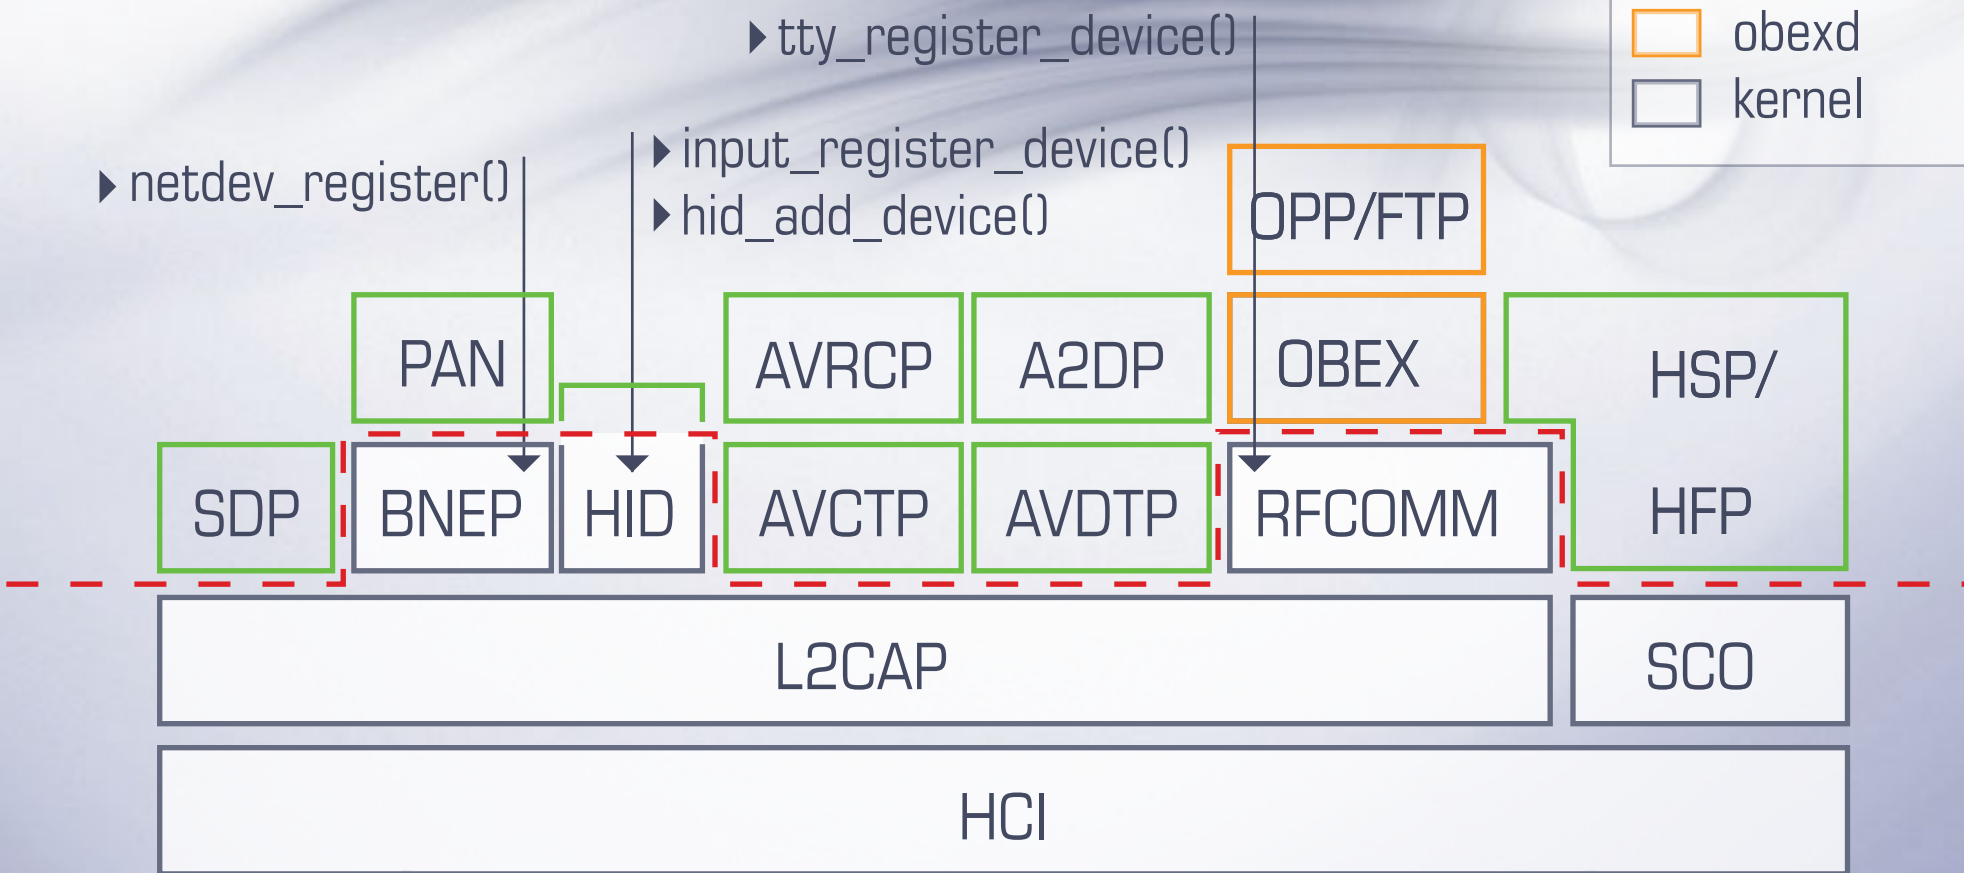 tty_register_device()
obexd
kernel
input_register_device()
netdev_register()
hid_add_device()
OPP/FTP
PAN
AVRCP
A2DP
OBEX
HSP/
HFP
SDP
BNEP
HID
AVCTP
AVDTP
RFCOMM
L2CAP
SCO
HCI